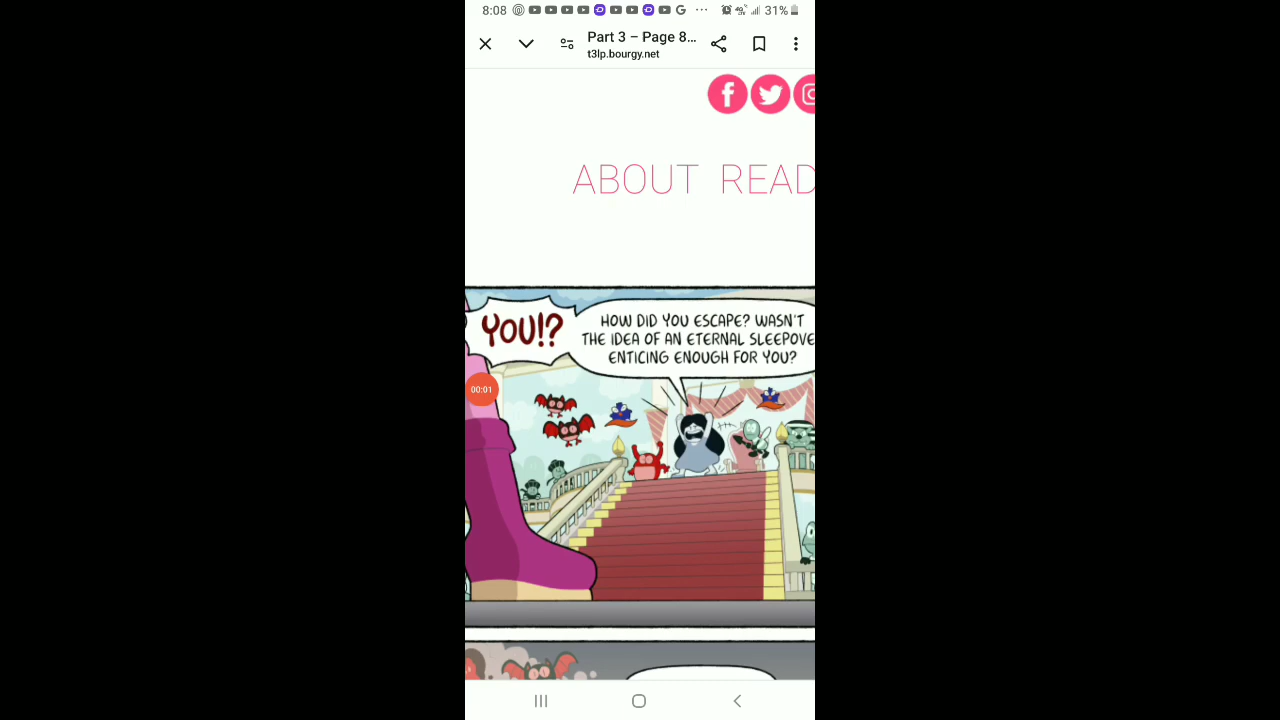 8:08
31%
Part 3 – Page 8...
t3lp.bourgy.net
ABOUT READ
YOU!?
HOW DID YOU ESCAPE? WASN'T
THE IDEA OF AN ETERNAL SLEEPOVE
ENTICING ENOUGH FOR YOU?
00:01